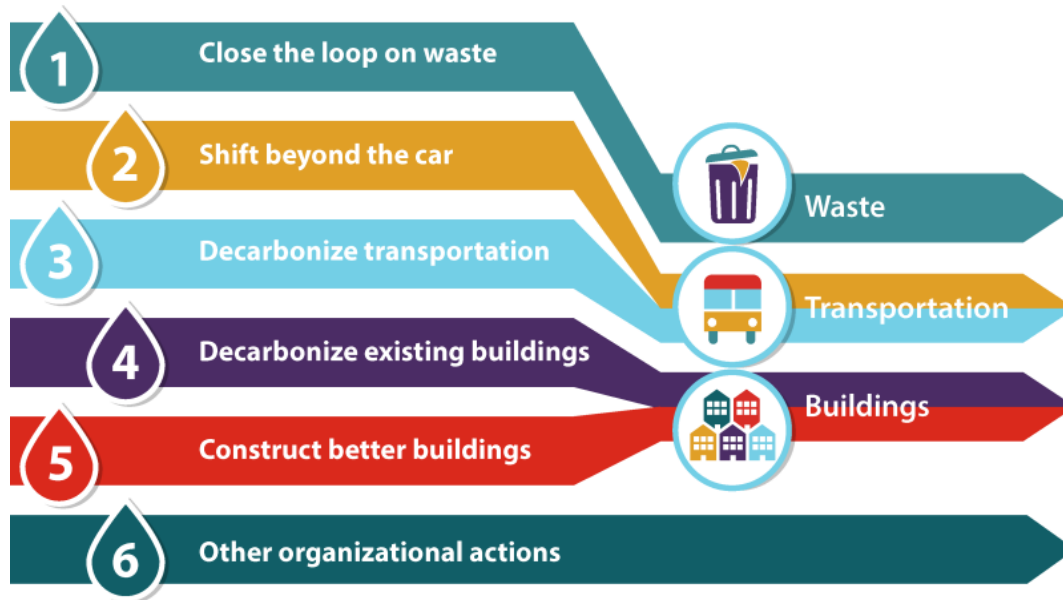 1
Close the loop on waste
2
Shift beyond the car
3
Decarbonize transportation
4
Decarbonize existing buildings
5
Construct better buildings
6
Other organizational actions
Waste
Transportation
Buildings